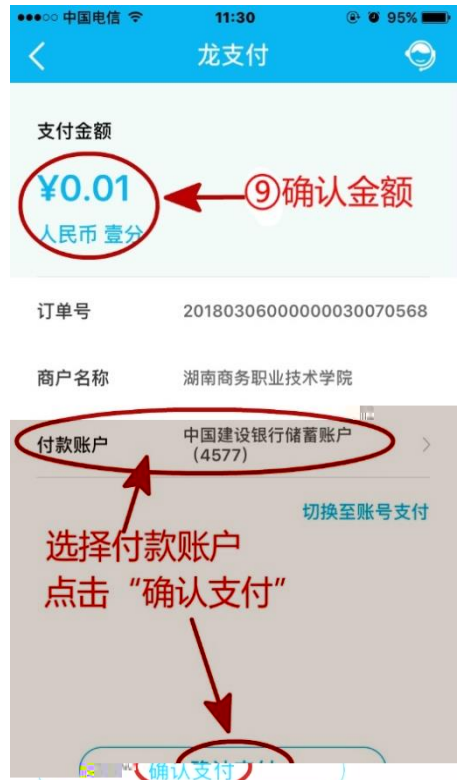 中国电信 11:30 95%
龙支付
支付金额
¥0.01
⑨确认金额
人民币 壹分
订单号 20180306000000030070568
商户名称 湖南商务职业技术学院
付款账户 中国建设银行储蓄账户
(4577)
切换至账号支付
选择付款账户
点击“确认支付”
确认支付